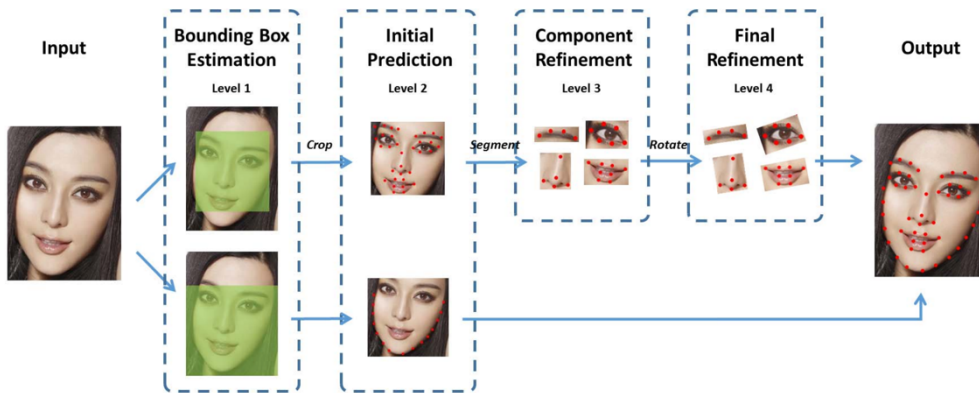 Input
Bounding Box
Estimation
Level 1
Crop
Initial
Prediction
Level 2
Segment
Component
Refinement
Level 3
Rotate
Final
Refinement
Level 4
Output